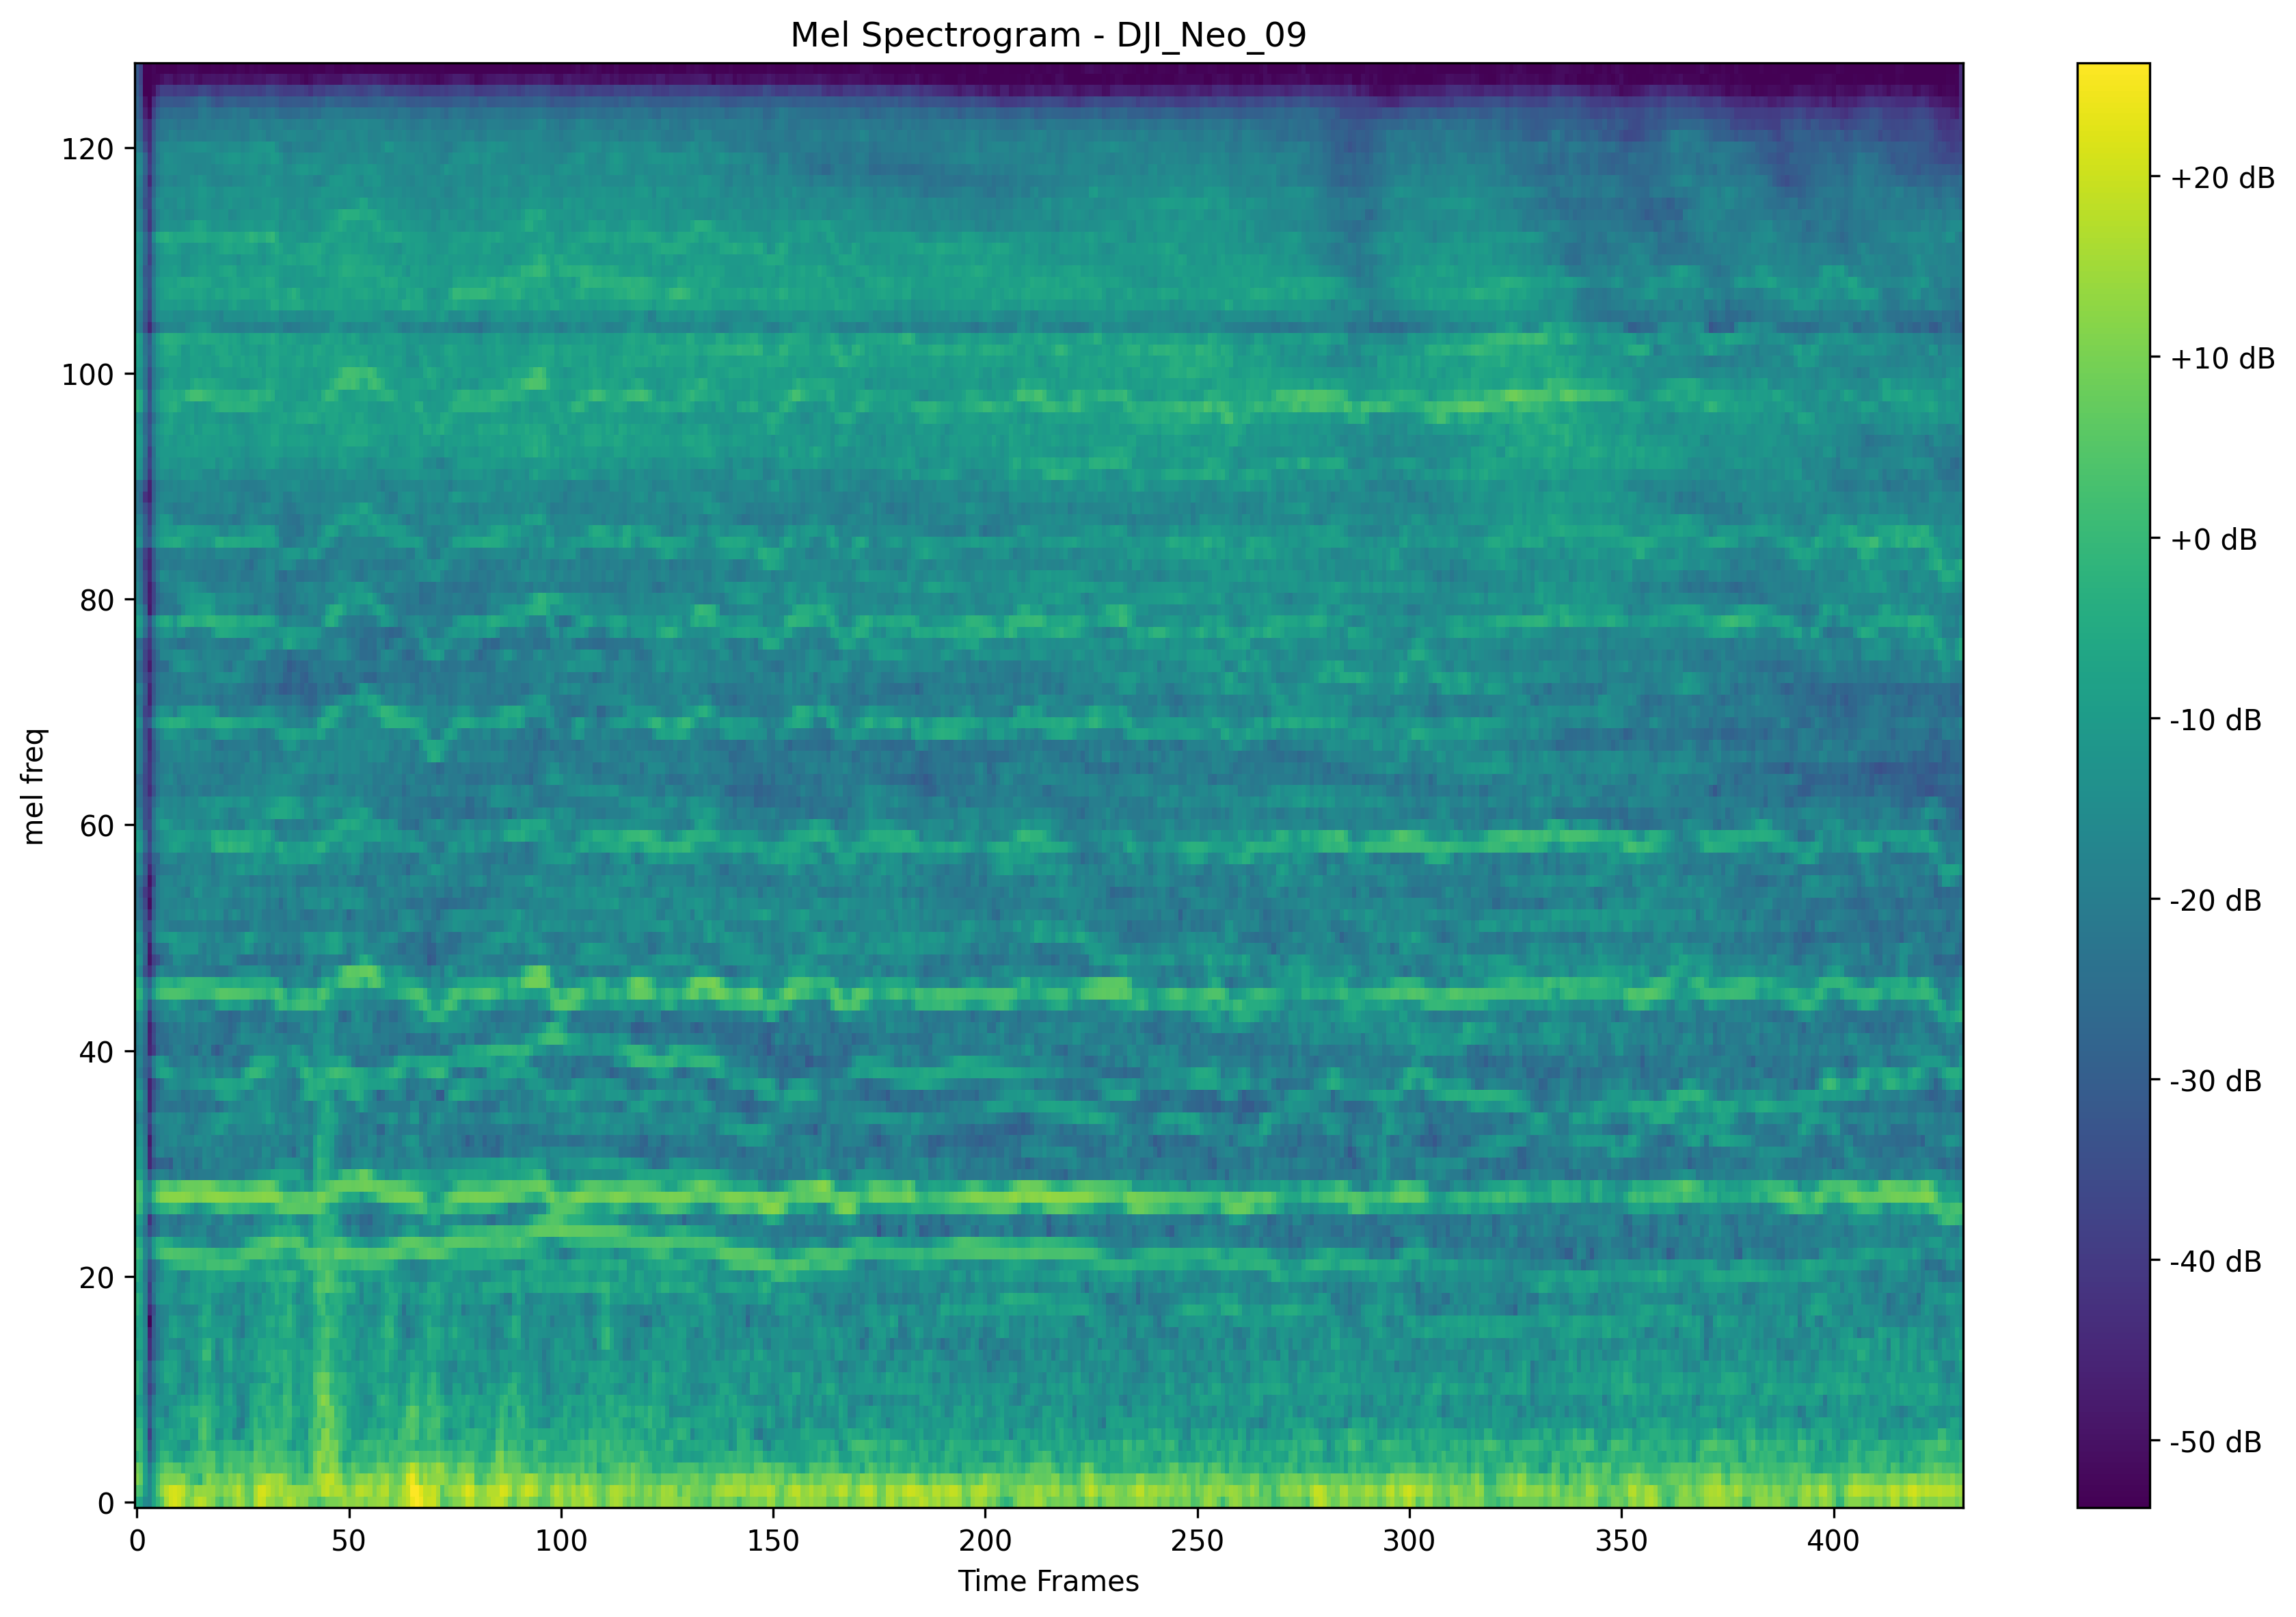 Mel Spectrogram - DJI_Neo_09
mel freq
120
100
80
60
40
20
0
0 50 100 150 200 250 300 350 400
Time Frames
+20 dB
+10 dB
+0 dB
-10 dB
-20 dB
-30 dB
-40 dB
-50 dB